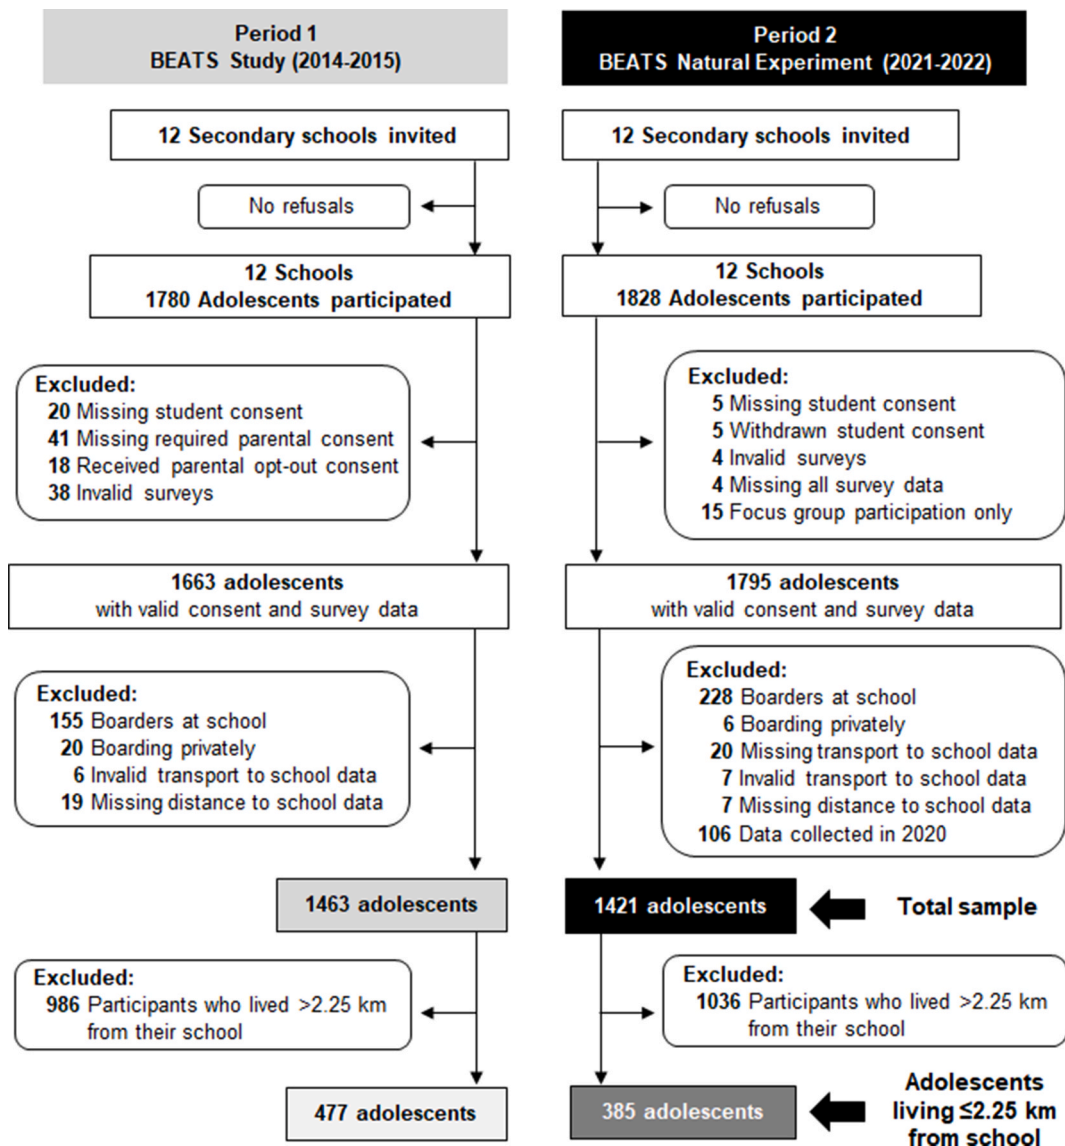 Period 1
BEATS Study (2014-2015)
12 Secondary schools invited
No refusals
12 Schools
1780 Adolescents participated
Excluded:
20 Missing student consent
41 Missing required parental consent
18 Received parental opt-out consent
38 Invalid surveys
1663 adolescents
with valid consent and survey data
Excluded:
155 Boarders at school
20 Boarding privately
6 Invalid transport to school data
19 Missing distance to school data
1463 adolescents
Excluded:
986 Participants who lived >2.25 km
from their school
477 adolescents
Period 2
BEATS Natural Experiment (2021-2022)
12 Secondary schools invited
No refusals
12 Schools
1828 Adolescents participated
Excluded:
5 Missing student consent
5 Withdrawn student consent
4 Invalid surveys
4 Missing all survey data
15 Focus group participation only
1795 adolescents
with valid consent and survey data
Excluded:
228 Boarders at school
6 Boarding privately
20 Missing transport to school data
7 Invalid transport to school data
7 Missing distance to school data
106 Data collected in 2020
1421 adolescents
Total sample
Excluded:
1036 Participants who lived >2.25 km
from their school
385 adolescents
Adolescents
living ≤2.25 km
from school